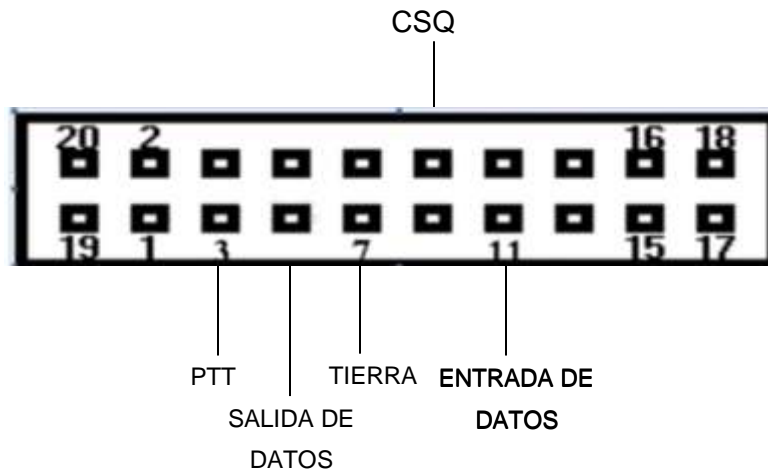 CSQ
20 2 16 18
19 1 3 7 11 15 17
PTT TIERRA ENTRADA DE
DATOS
SALIDA DE
DATOS